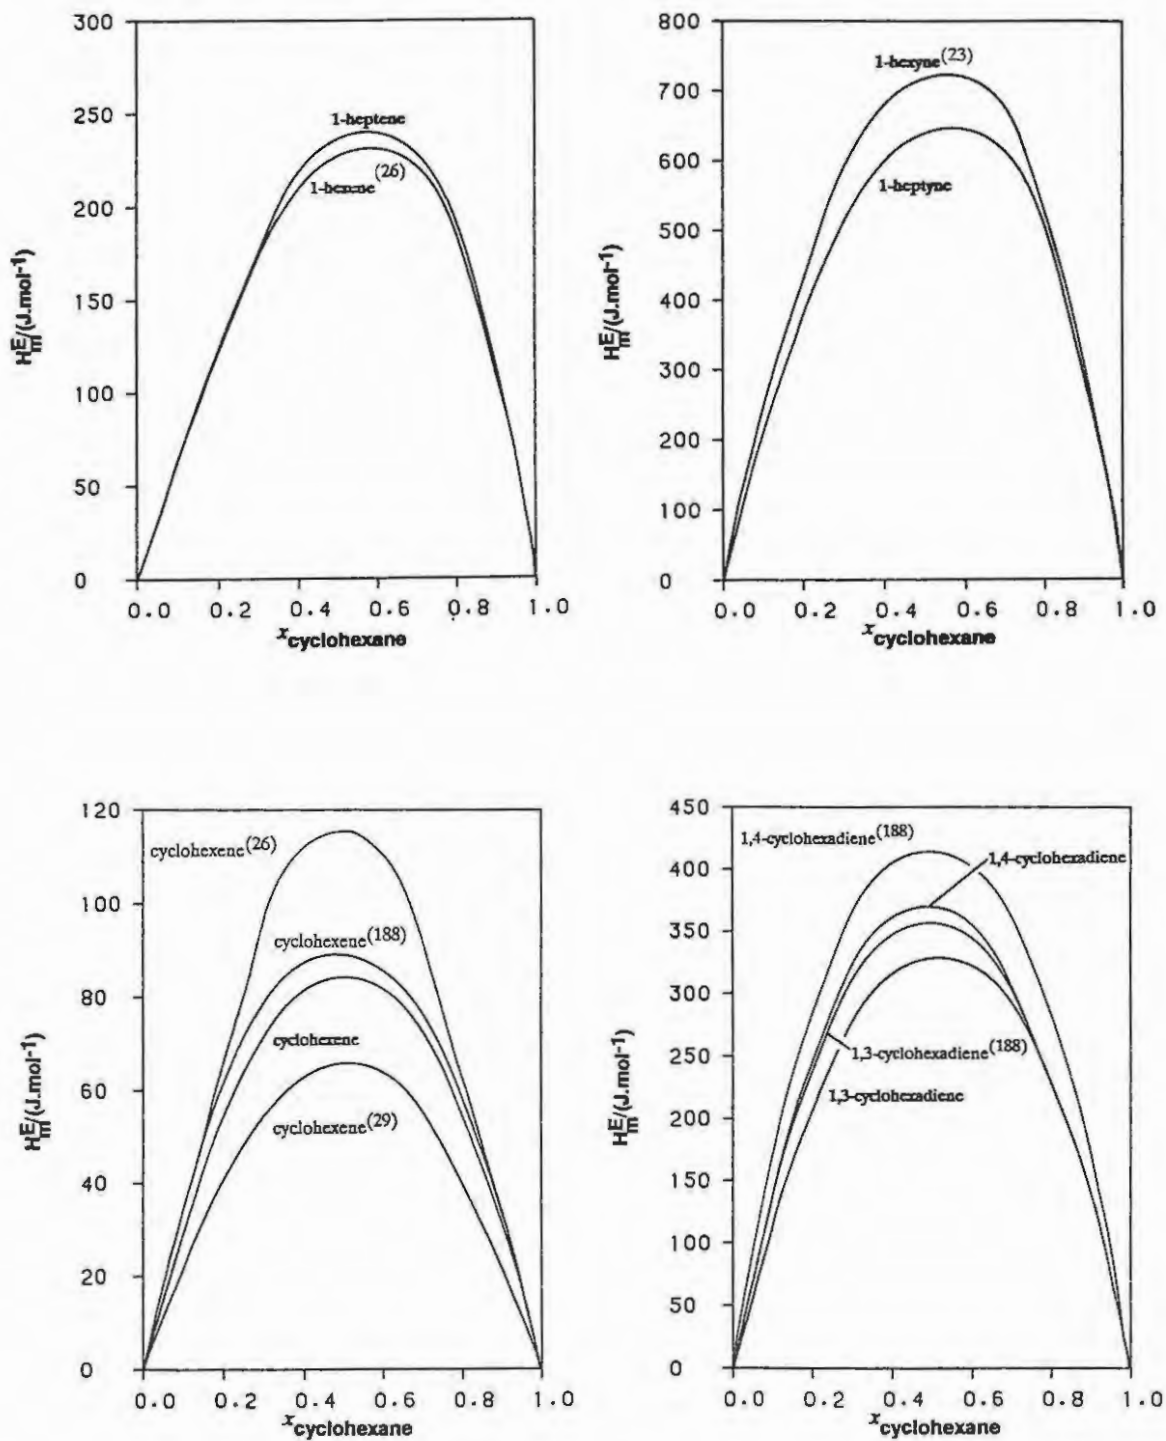 300
250
200
150
100
50
0
H_m^E/(J.mol-1)
1-heptene
1-hexene(26)
0.0 0.2 0.4 0.6 0.8 1.0
xcyclohexane
800
700
600
500
400
300
200
100
0
H_m^E/(J.mol-1)
1-hexyne(23)
1-heptyne
0.0 0.2 0.4 0.6 0.8 1.0
xcyclohexane
120
100
80
60
40
20
0
H_m^E/(J.mol-1)
cyclohexene(26)
cyclohexene(188)
cyclohexene
cyclohexene(29)
0.0 0.2 0.4 0.6 0.8 1.0
xcyclohexane
450
400
350
300
250
200
150
100
50
0
H_m^E/(J.mol-1)
1,4-cyclohexadiene(188)
1,4-cyclohexadiene
1,3-cyclohexadiene(188)
1,3-cyclohexadiene
0.0 0.2 0.4 0.6 0.8 1.0
xcyclohexane